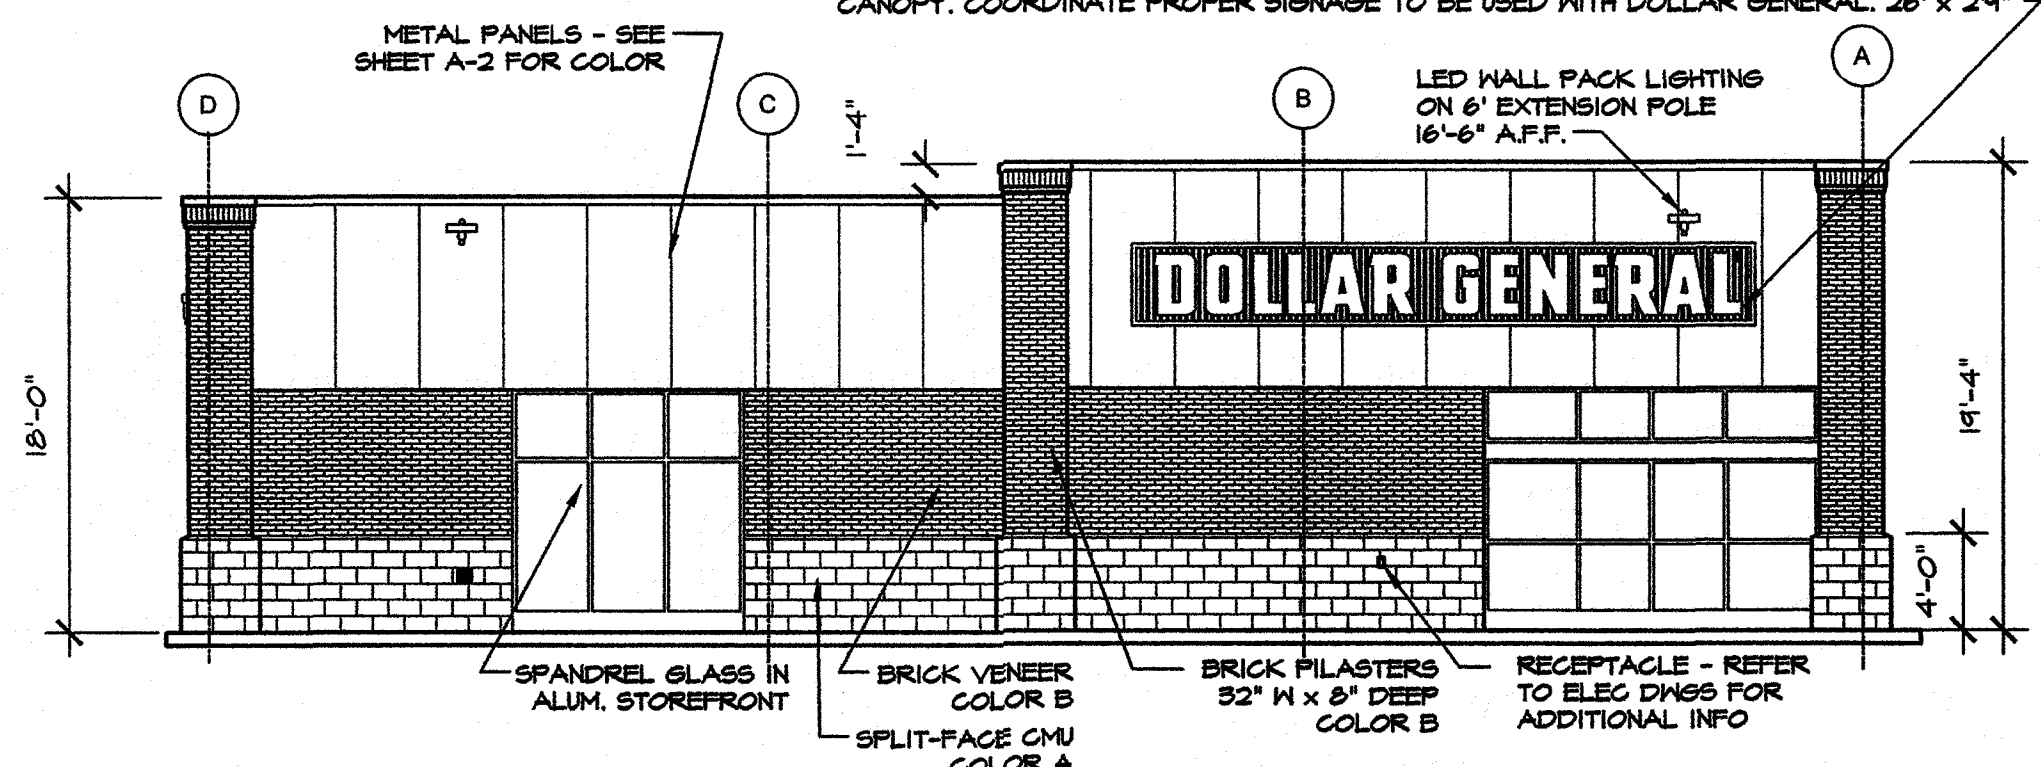 CANOPY. COORDINATE PROPER SIGNAGE TO BE USED WITH DOLLAR GENERAL. 26' x 29"
METAL PANELS - SEE
SHEET A-2 FOR COLOR
D
C
B
A
1'-4"
LED WALL PACK LIGHTING
ON 6' EXTENSION POLE
16'-6" A.F.F.
DOLLAR GENERAL
18'-0"
19'-4"
4'-0"
SPANDREL GLASS IN
ALUM. STOREFRONT
BRICK VENEER
COLOR B
SPLIT-FACE CMU
COLOR A
BRICK PILASTERS
32" W x 8" DEEP
COLOR B
RECEPTACLE - REFER
TO ELEC DWGS FOR
ADDITIONAL INFO